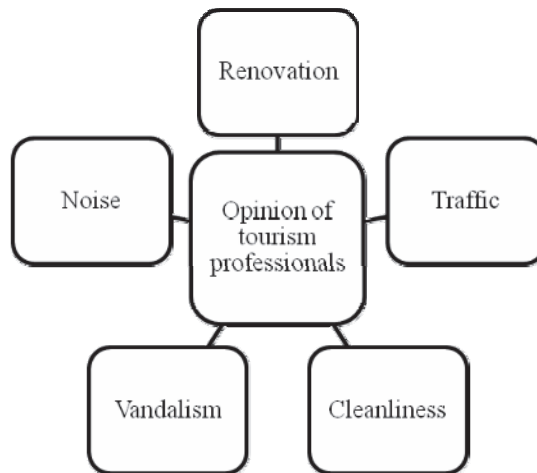 Renovation
Noise
Opinion of
tourism
professionals
Traffic
Vandalism
Cleanliness